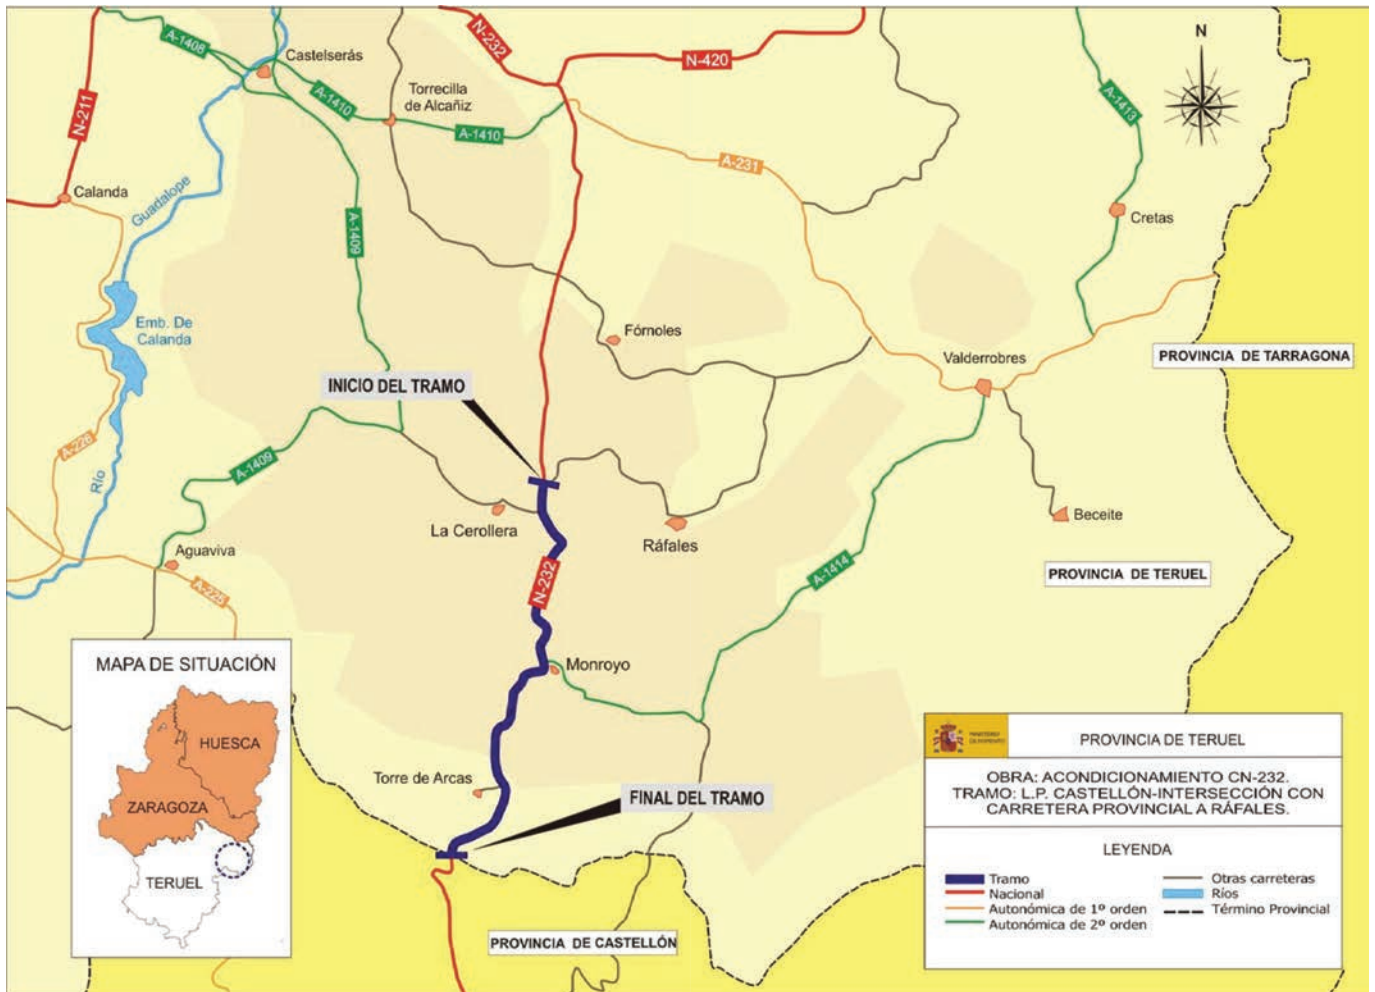 N-232
N
A-1408
Castelserás
N-420
Torrecilla
de Alcañiz
A-1410
A-1413
N-211
A-1410
A-231
Calanda
Guadalope
Cretas
A-1409
Emb. De
Calanda
Fórnoles
Valderrobres
PROVINCIA DE TARRAGONA
INICIO DEL TRAMO
A-226
A-1409
Río
La Cerollera
Ráfales
Beceite
Aguaviva
A-1414
PROVINCIA DE TERUEL
N-232
A-225
MAPA DE SITUACIÓN
Monroyo
HUESCA
ZARAGOZA
TERUEL
Torre de Arcas
FINAL DEL TRAMO
PROVINCIA DE CASTELLÓN
MINISTERIO
DE FOMENTO
PROVINCIA DE TERUEL
OBRA: ACONDICIONAMIENTO CN-232.
TRAMO: L.P. CASTELLÓN-INTERSECCIÓN CON
CARRETERA PROVINCIAL A RÁFALES.
LEYENDA
Tramo
Nacional
Autonómica de 1º orden
Autonómica de 2º orden
Otras carreteras
Ríos
Término Provincial